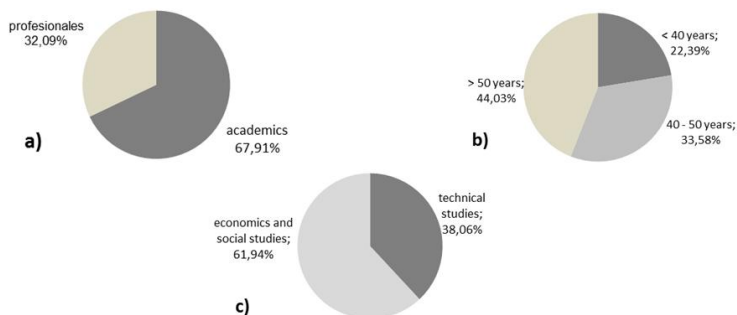 profesionales
32,09%
academics
67,91%
a)
< 40 years;
22,39%
> 50 years;
44,03%
40 - 50 years;
33,58%
b)
technical
studies;
38,06%
economics and
social studies;
61,94%
c)